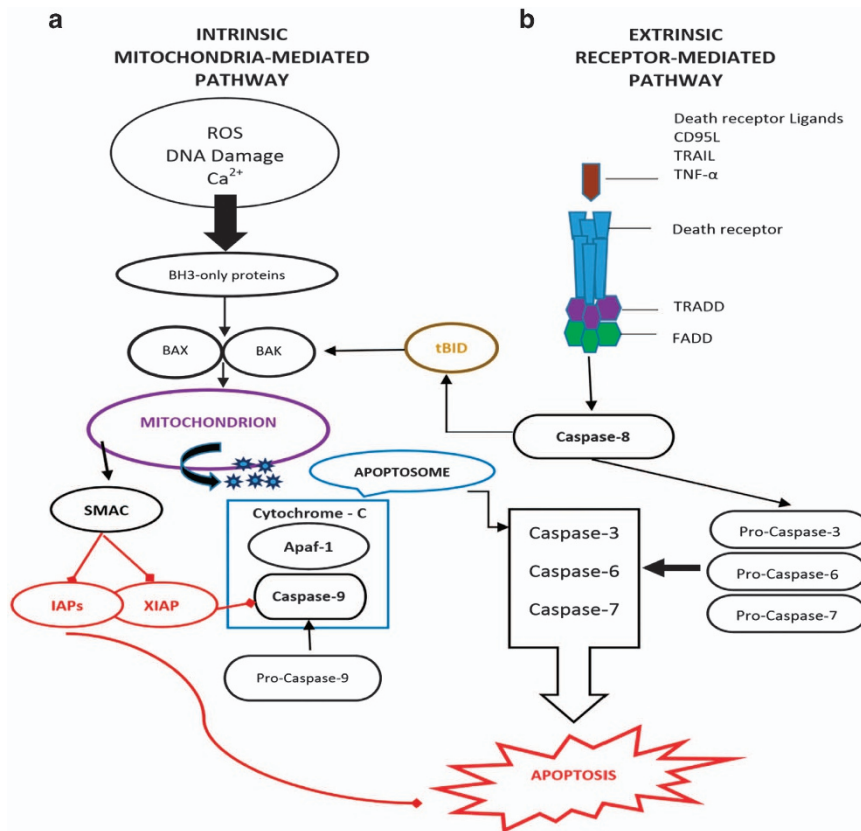 a
INTRINSIC
MITOCHONDRIA-MEDIATED
PATHWAY
ROS
DNA Damage
Ca²⁺
BH3-only proteins
BAX
BAK
tBID
MITOCHONDRION
SMAC
IAPs
XIAP
APOPTOSOME
Cytochrome - C
Apaf-1
Caspase-9
Pro-Caspase-9
b
EXTRINSIC
RECEPTOR-MEDIATED
PATHWAY
Death receptor Ligands
CD95L
TRAIL
TNF-α
Death receptor
TRADD
FADD
Caspase-8
Pro-Caspase-3
Pro-Caspase-6
Pro-Caspase-7
Caspase-3
Caspase-6
Caspase-7
APOPTOSIS